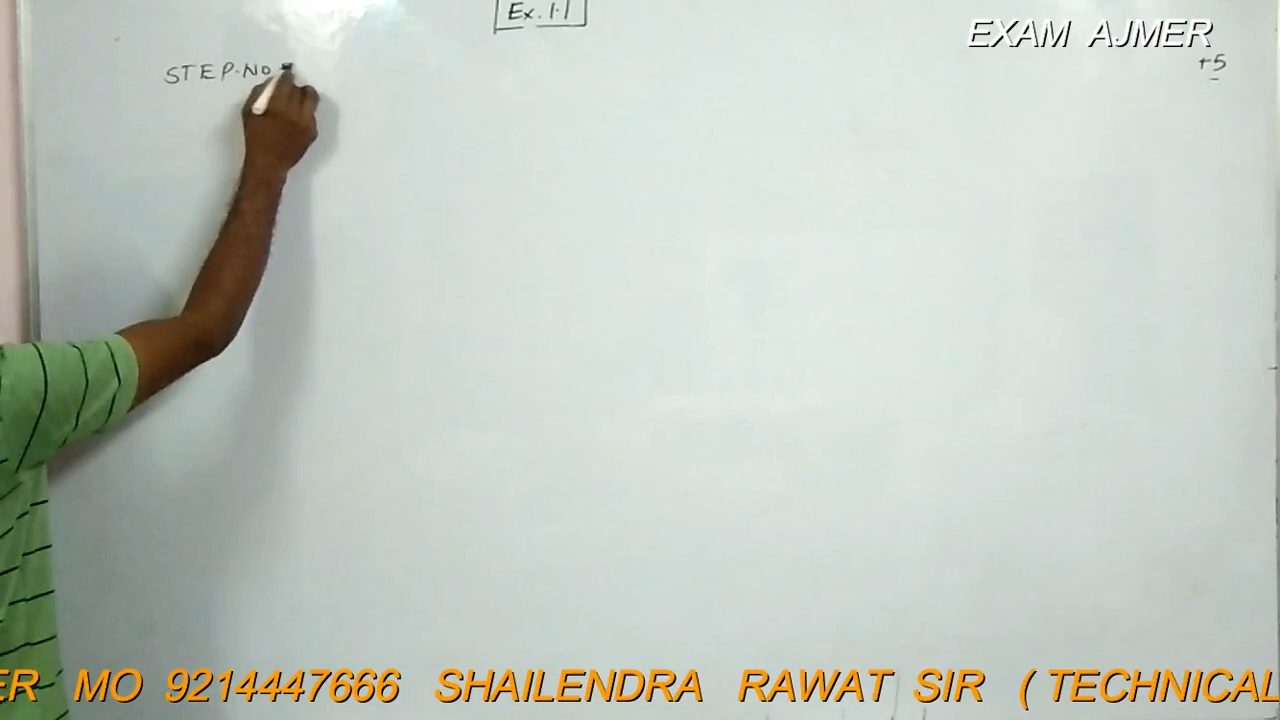 Ex. 1.1
EXAM AJMER
+5
STEP.NO
ER MO 9214447666 SHAILENDRA RAWAT SIR ( TECHNICAL